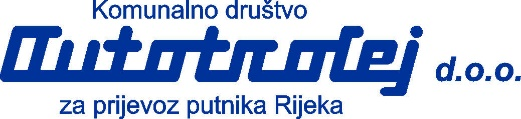 Komunalno društvo
Autotrolej d.o.o.
za prijevoz putnika Rijeka